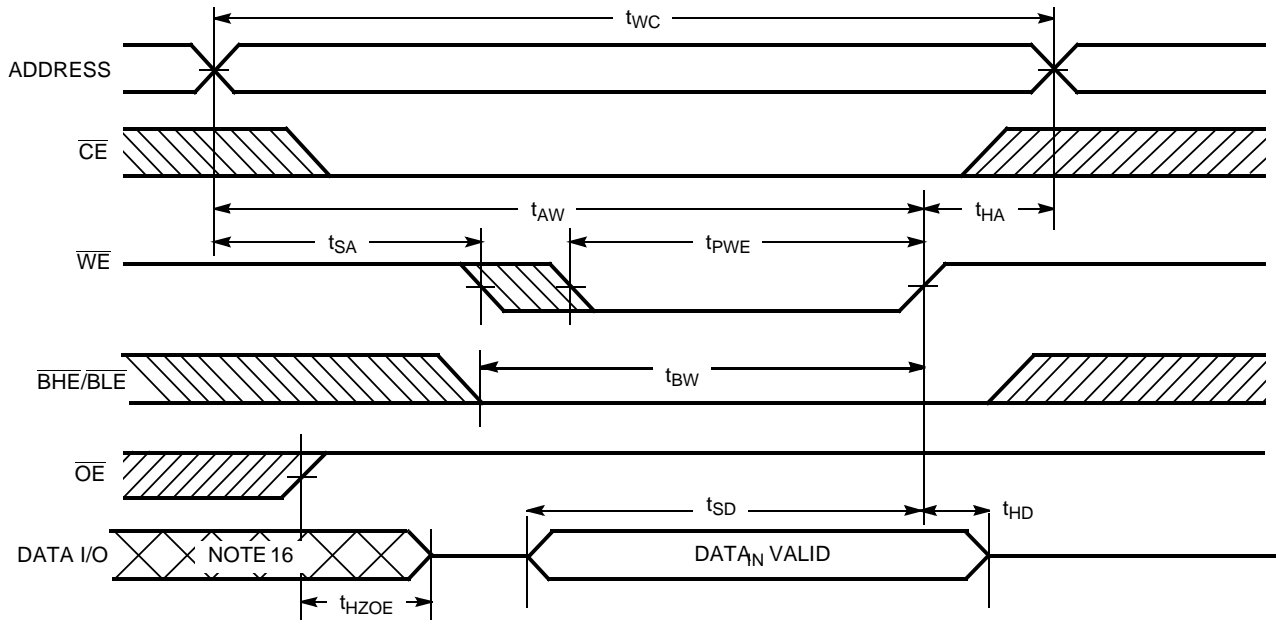 tWC
ADDRESS
CE
tAW
tHA
tSA
tPWE
WE
tBW
BHE/BLE
OE
tSD
tHD
DATA I/O
NOTE 16
DATAIN VALID
tHZOE